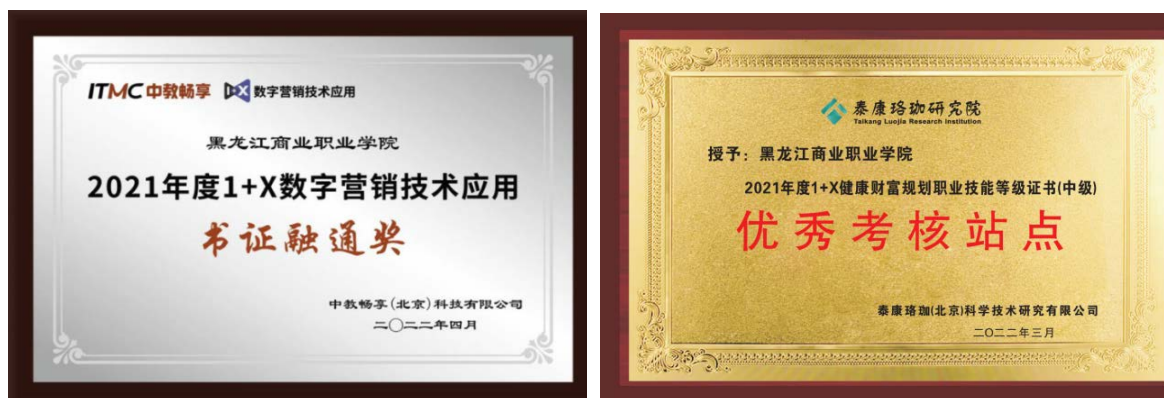 ITMC 中教畅享 DX 数字营销技术应用
黑龙江商业职业学院
2021年度1+X数字营销技术应用
书证融通奖
中教畅享(北京)科技有限公司
二〇二二年四月
泰康珞珈研究院
Taikang Luojia Research Institution
授予：黑龙江商业职业学院
2021年度1+X健康财富规划职业技能等级证书(中级)
优秀考核站点
泰康珞珈(北京)科学技术研究有限公司
二〇二二年三月